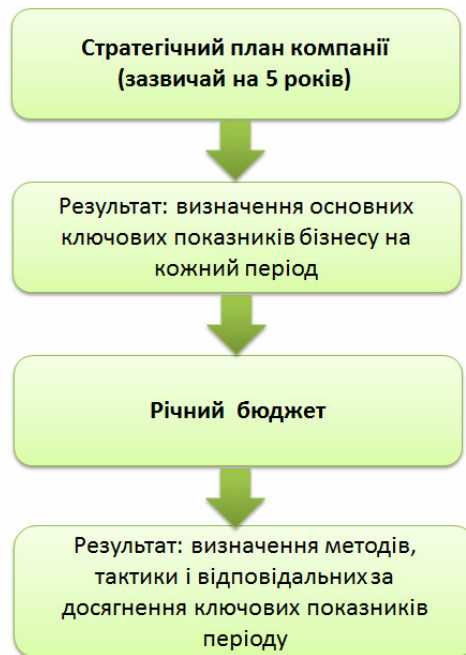 Стратегічний план компанії
(зазвичай на 5 років)
Результат: визначення основних
ключових показників бізнесу на
кожний період
Річний бюджет
Результат: визначення методів,
тактики і відповідальних за
досягнення ключових показників
періоду